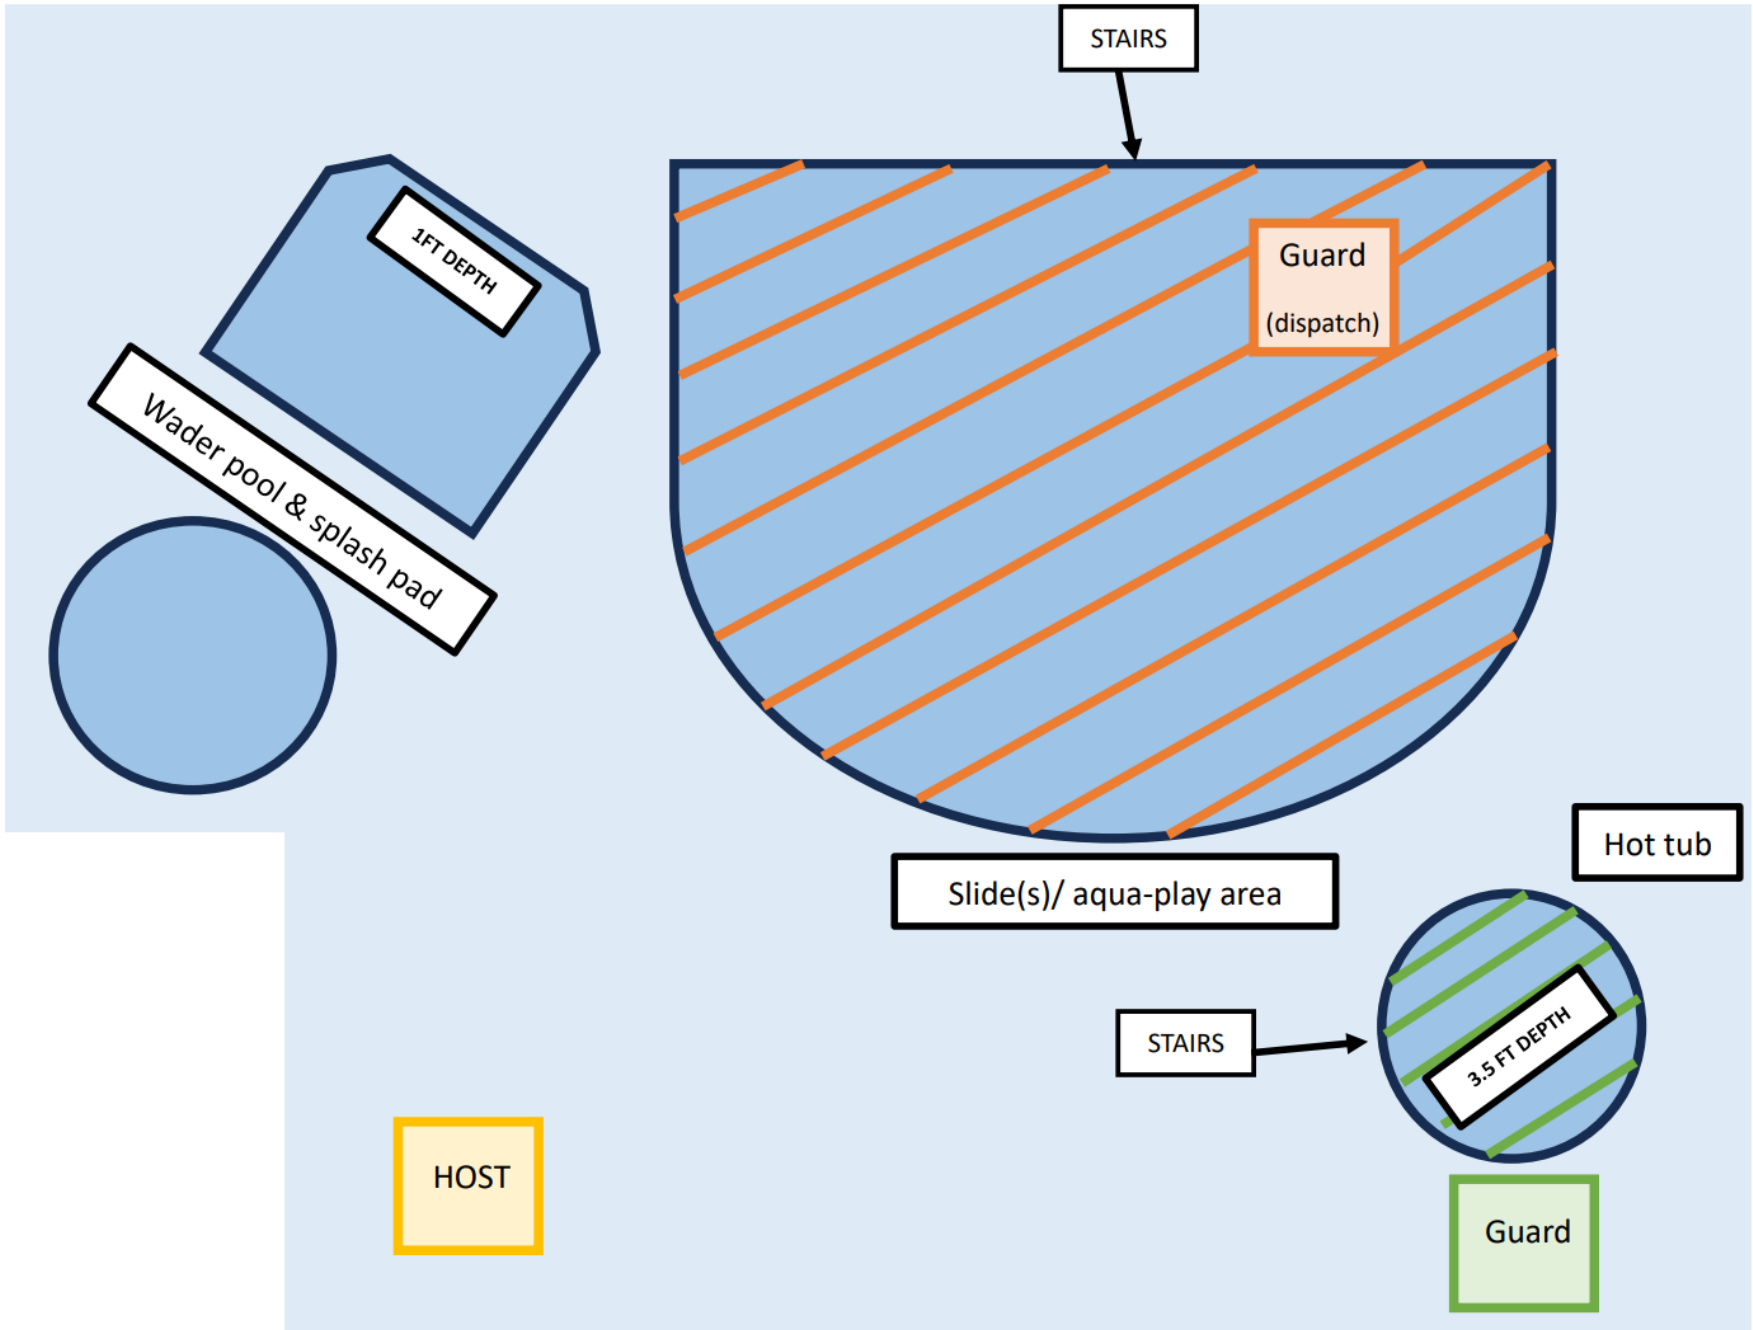 STAIRS
1FT DEPTH
Guard
(dispatch)
Wader pool & splash pad
Hot tub
Slide(s)/ aqua-play area
STAIRS
3.5 FT DEPTH
HOST
Guard